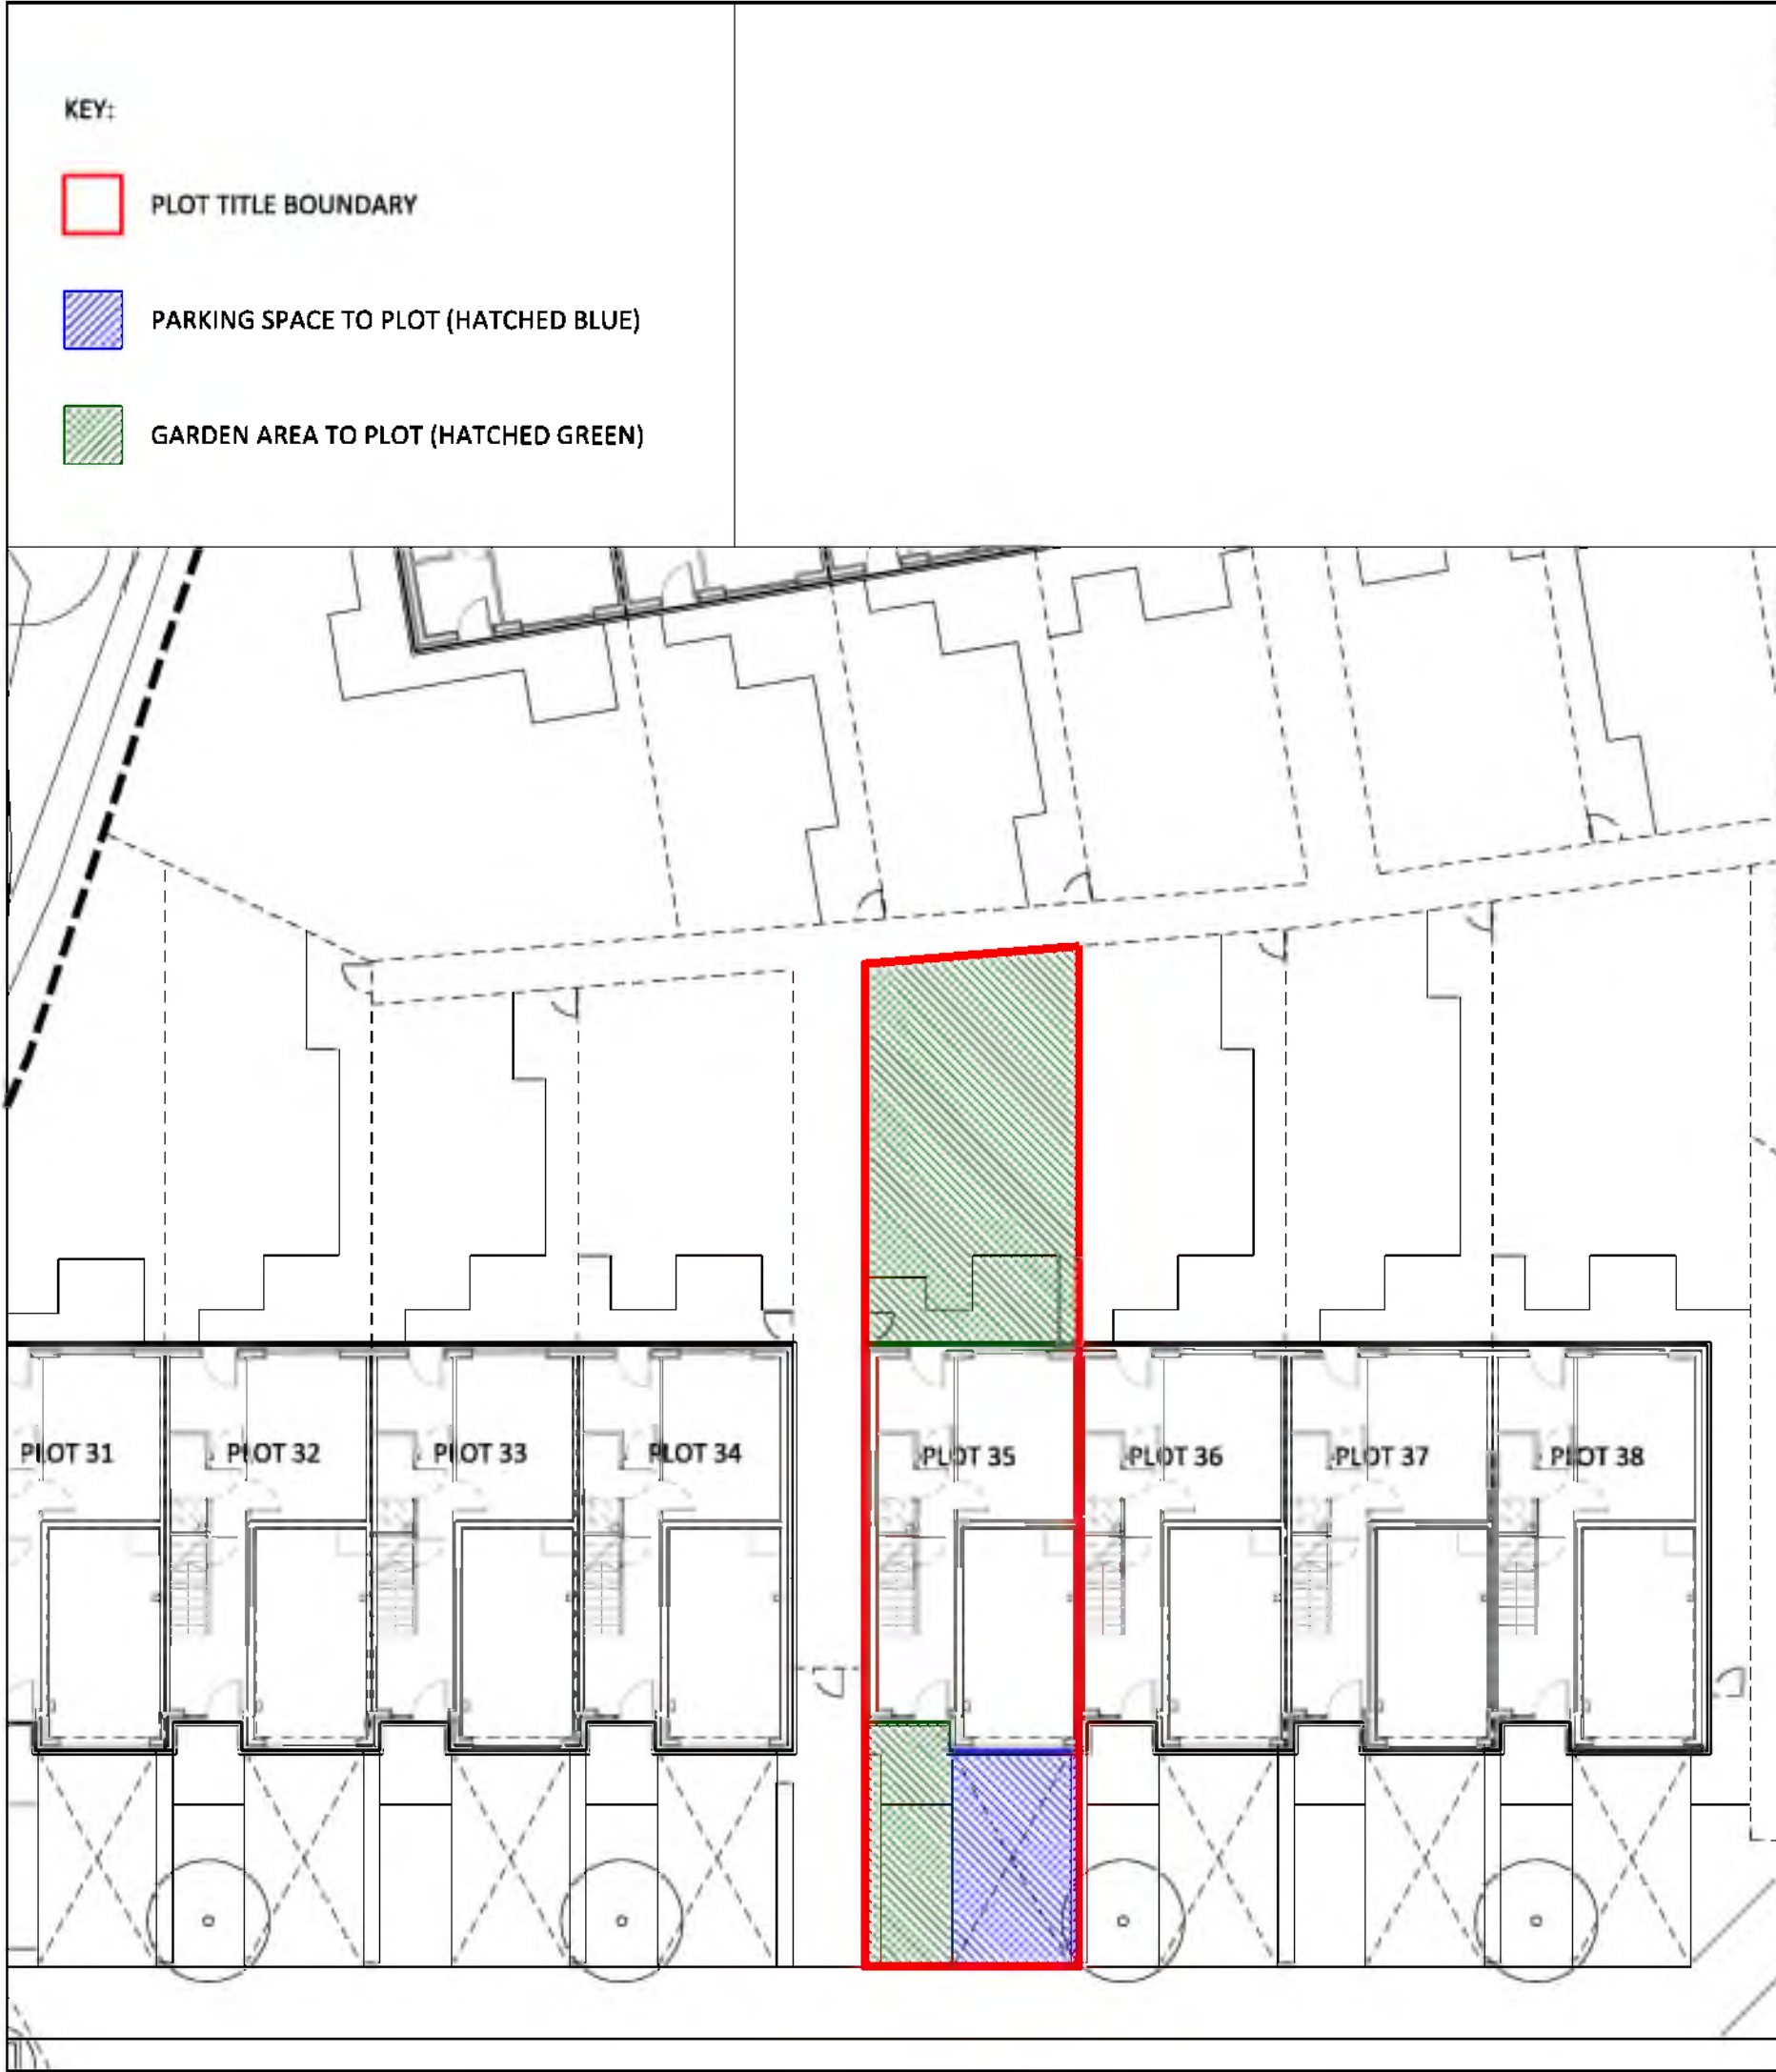 KEY:
PLOT TITLE BOUNDARY
PARKING SPACE TO PLOT (HATCHED BLUE)
GARDEN AREA TO PLOT (HATCHED GREEN)
PLOT 31
PLOT 32
PLOT 33
PLOT 34
PLOT 35
PLOT 36
PLOT 37
PLOT 38